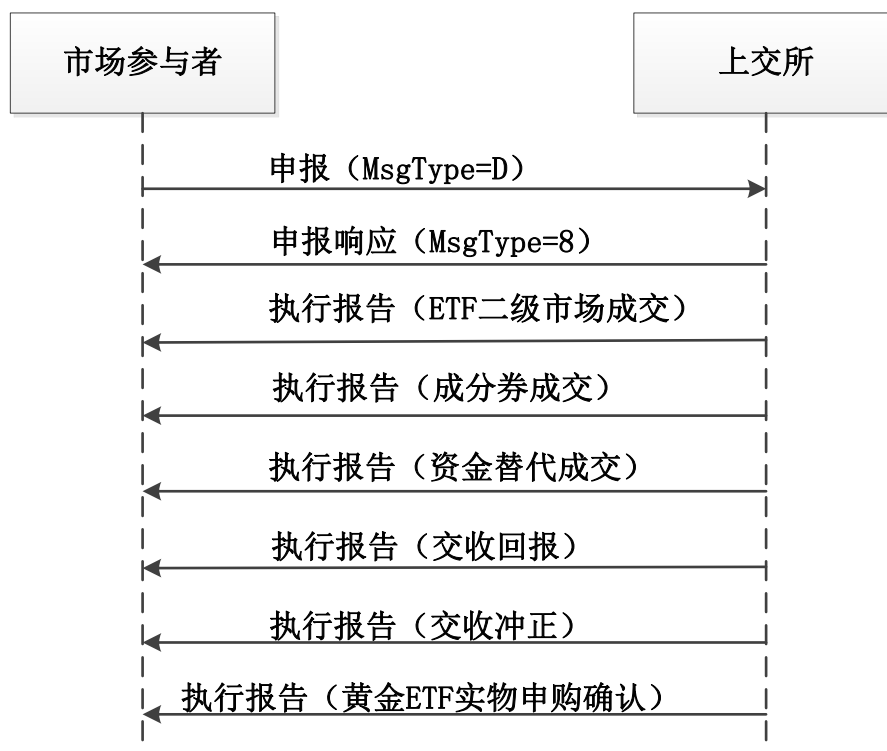 市场参与者
上交所
申报（MsgType=D）
申报响应（MsgType=8）
执行报告（ETF二级市场成交）
执行报告（成分券成交）
执行报告（资金替代成交）
执行报告（交收回报）
执行报告（交收冲正）
执行报告（黄金ETF实物申购确认）